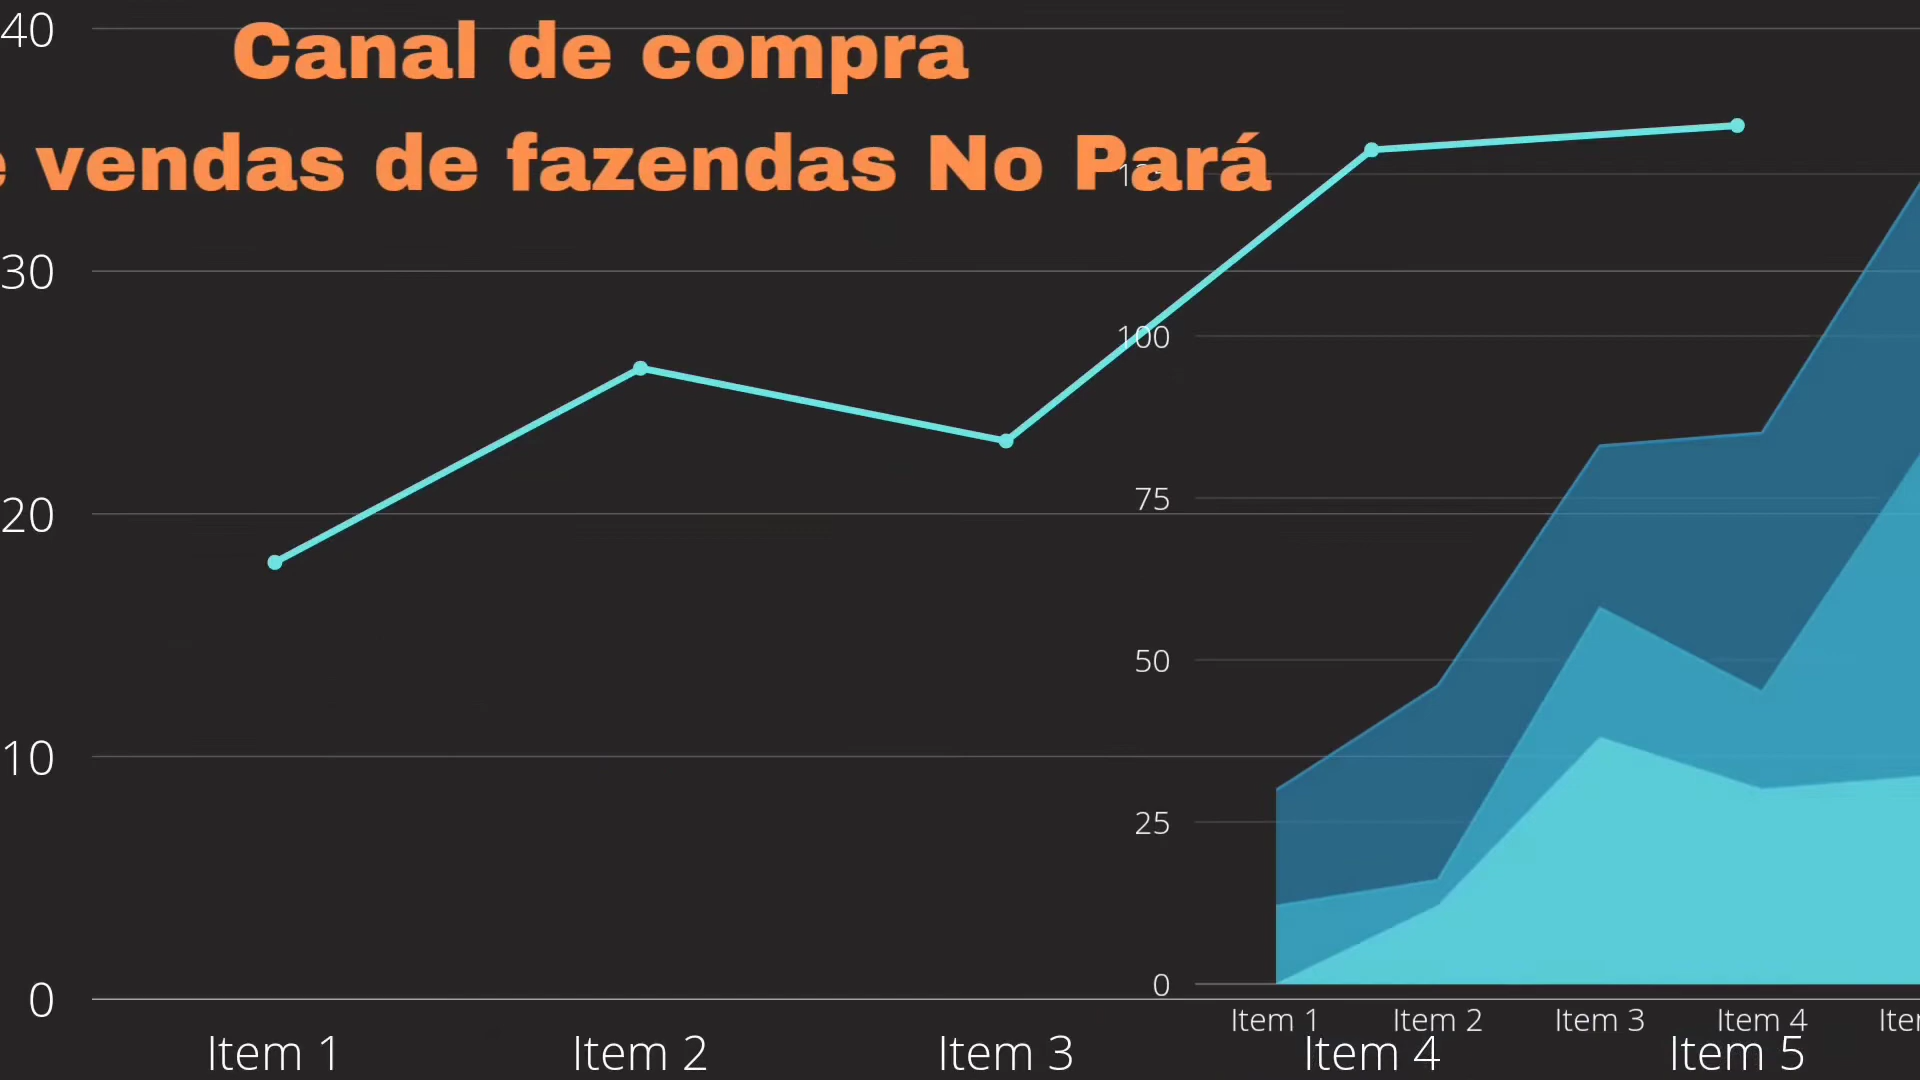 40
Canal de compra
e vendas de fazendas No Pará
30
20
10
0
Item 1 Item 2 Item 3 Item 4 Item 5
100
75
50
25
0
Item 1 Item 2 Item 3 Item 4